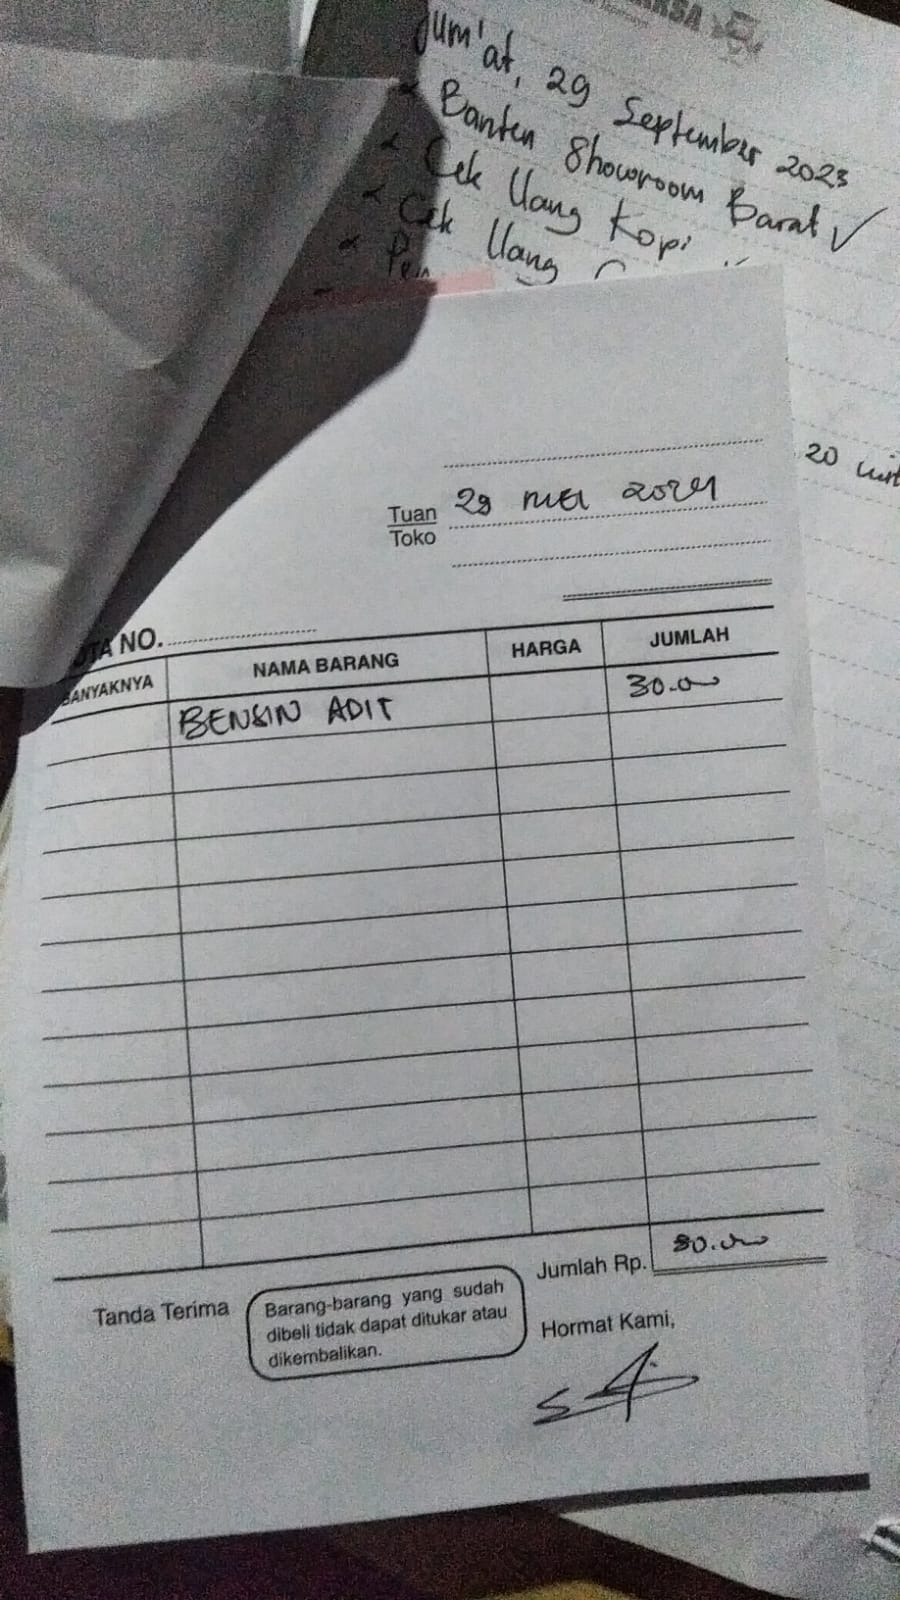 Jum'at, 29 September 2023
Banten Showroom Barat ✓
Cek Uang Kopi
Cek Uang
20 unit
29 MEI 2024
Tuan
Toko
NO.
BANYAKNYA NAMA BARANG HARGA JUMLAH
BENSIN ADIT 30.000
Jumlah Rp. 30.000
Tanda Terima
Barang-barang yang sudah
dibeli tidak dapat ditukar atau
dikembalikan.
Hormat Kami,